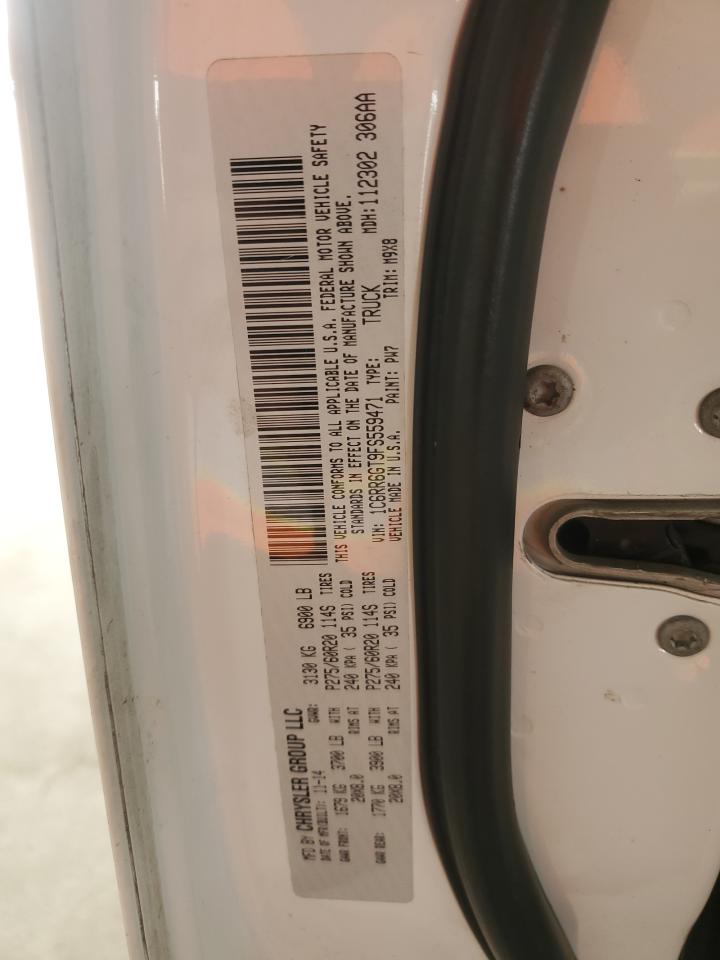 MFD BY CHRYSLER GROUP LLC
DATE OF MFR(BUILT): 11-14 GVWR: 3130 KG 6900 LB
GAWR FRONT: 1679 KG 3700 LB WITH P275/60R20 114S TIRES
20X8.0 RIMS AT 240 KPA ( 35 PSI) COLD
GAWR REAR: 1770 KG 3900 LB WITH P275/60R20 114S TIRES
20X8.0 RIMS AT 240 KPA ( 35 PSI) COLD
THIS VEHICLE CONFORMS TO ALL APPLICABLE U.S.A. FEDERAL MOTOR VEHICLE SAFETY
STANDARDS IN EFFECT ON THE DATE OF MANUFACTURE SHOWN ABOVE.
VIN: 1C6RR6GT9FS559471 TYPE: TRUCK MDH: 112302 306AA
VEHICLE MADE IN U.S.A. PAINT: PW7 TRIM: M9X8